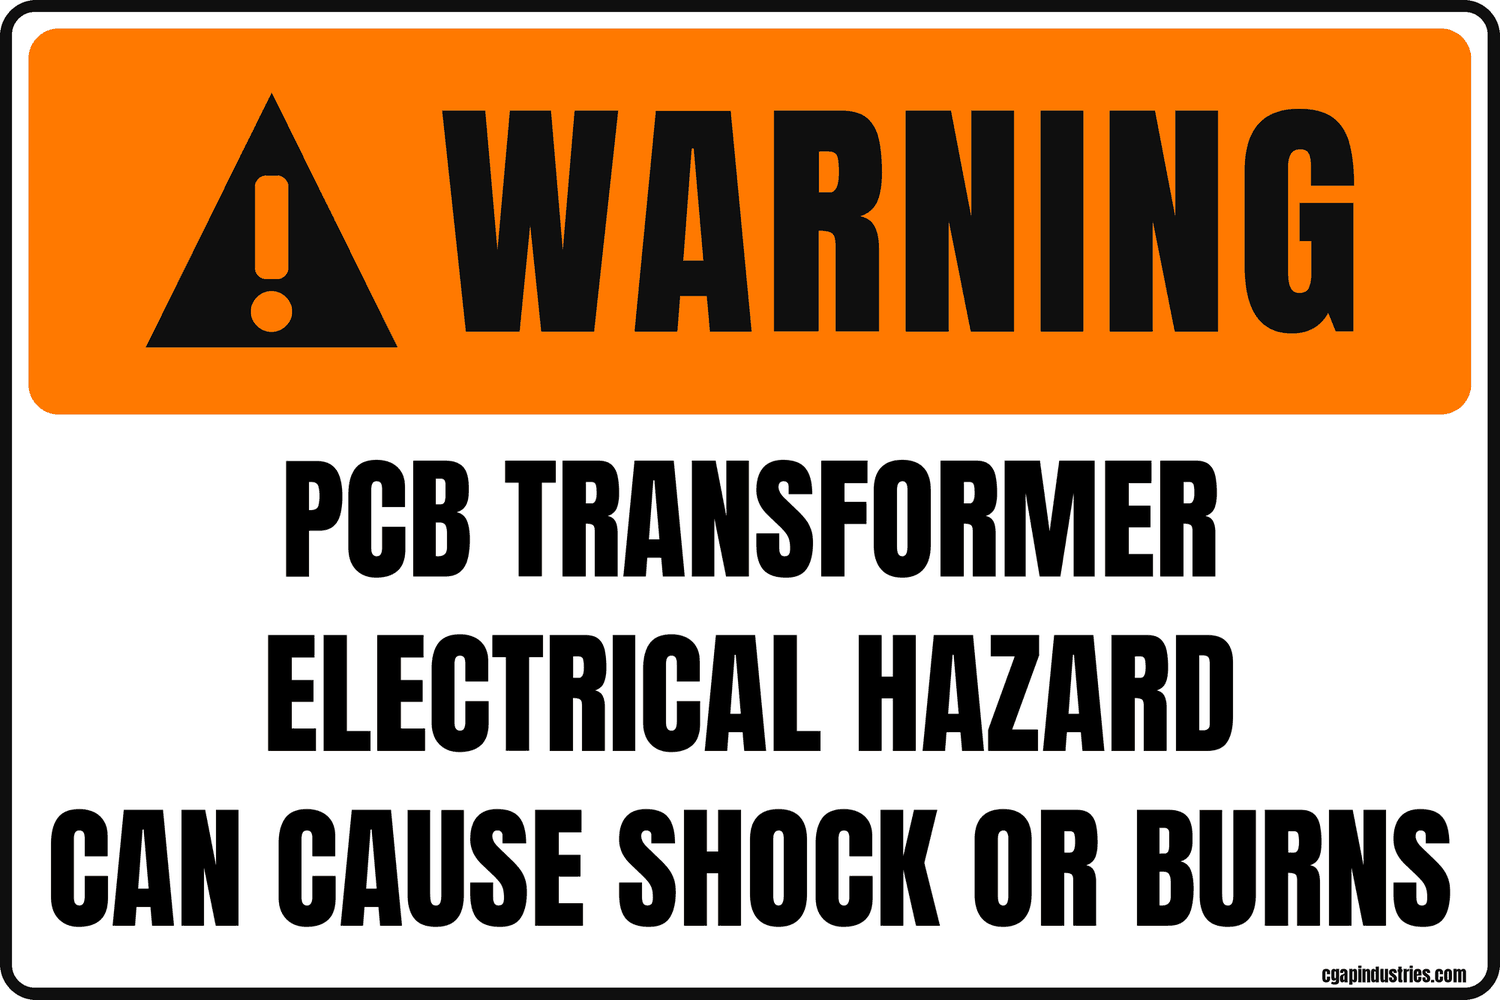 WARNING
PCB TRANSFORMER
ELECTRICAL HAZARD
CAN CAUSE SHOCK OR BURNS
cgapindustries.com